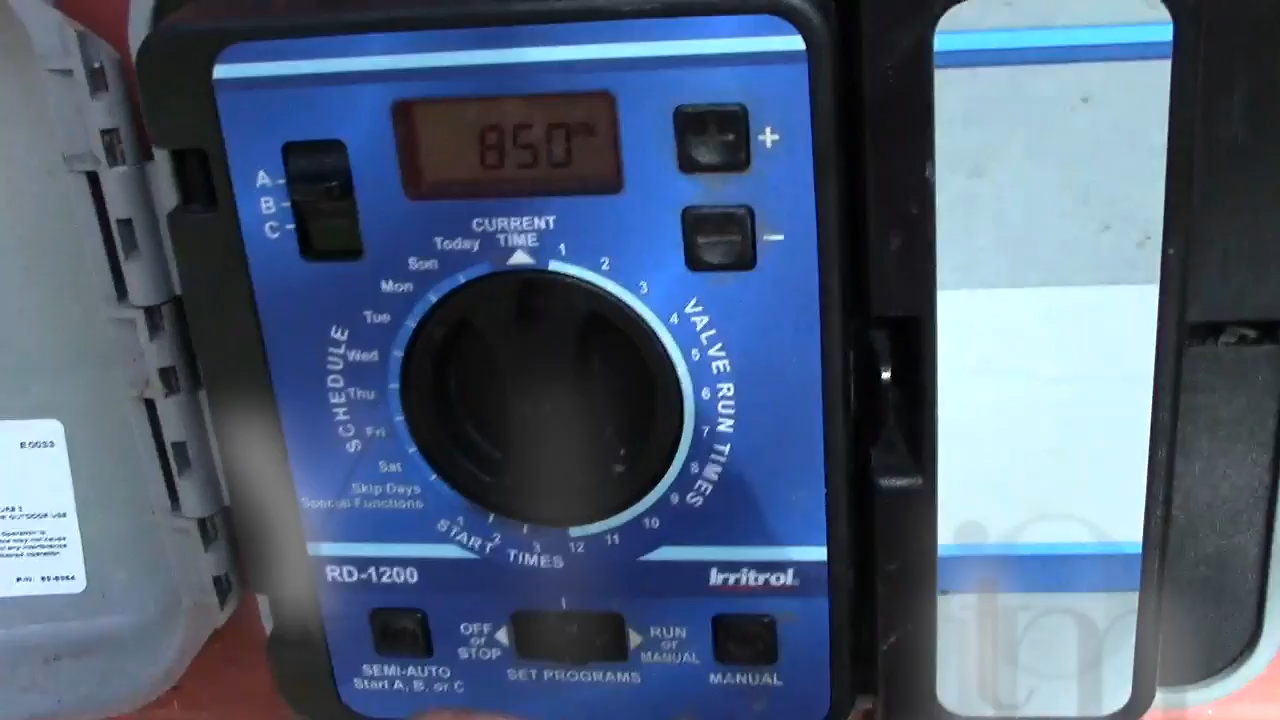 850
+
A
B
C
CURRENT
TIME
Today
Sun
Mon
Tue
Wed
Thu
Fri
Sat
Skip Days
Special Functions
SCHEDULE
1
2
3
4
5
6
7
8
9
10
11
12
VALVE RUN TIMES
2
3
START TIMES
RD-1200
Irritrol.
OFF
or
STOP
SET PROGRAMS
RUN
or
MANUAL
SEMI-AUTO
Start A, B, or C
MANUAL
itm